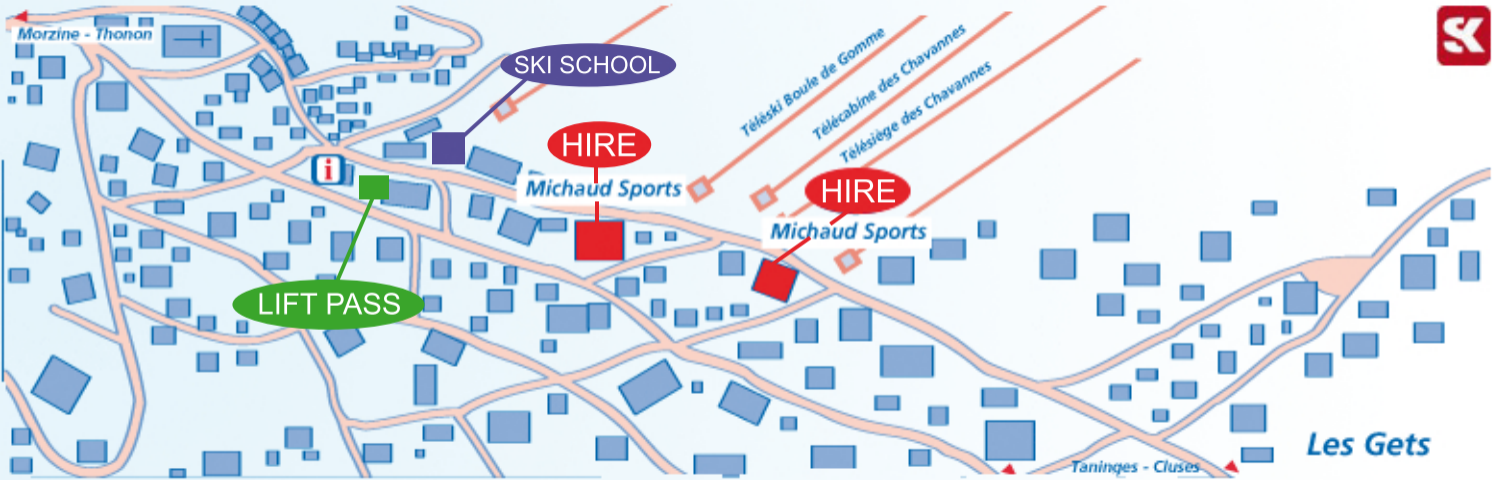 Morzine - Thonon
SK
SKI SCHOOL
Téléski Boule de Gomme
Télécabine des Chavannes
Télésiège des Chavannes
HIRE
i
Michaud Sports
HIRE
Michaud Sports
LIFT PASS
Les Gets
Taninges - Cluses